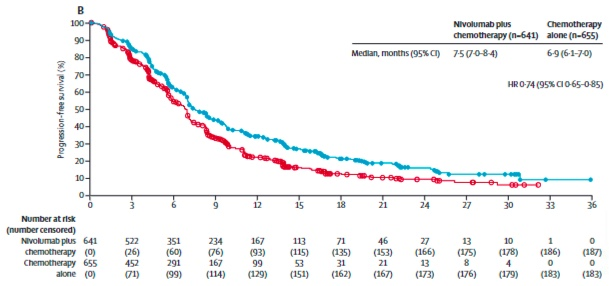 B
Nivolumab plus chemotherapy (n=641)
Chemotherapy alone (n=655)
Median, months (95% CI) 7·5 (7·0–8·4) 6·9 (6·1–7·0)
HR 0·74 (95% CI 0·65–0·85)
Progression-free survival (%)
100
90
80
70
60
50
40
30
20
10
0
0 3 6 9 12 15 18 21 24 27 30 33 36
Number at risk
(number censored)
Nivolumab plus 641 522 351 234 167 113 71 46 27 13 10 1 0
chemotherapy (0) (26) (60) (76) (93) (115) (135) (153) (166) (175) (178) (186) (187)
Chemotherapy 655 452 291 167 99 53 31 21 13 8 4 0 0
alone (0) (71) (99) (114) (129) (151) (162) (167) (173) (176) (179) (183) (183)